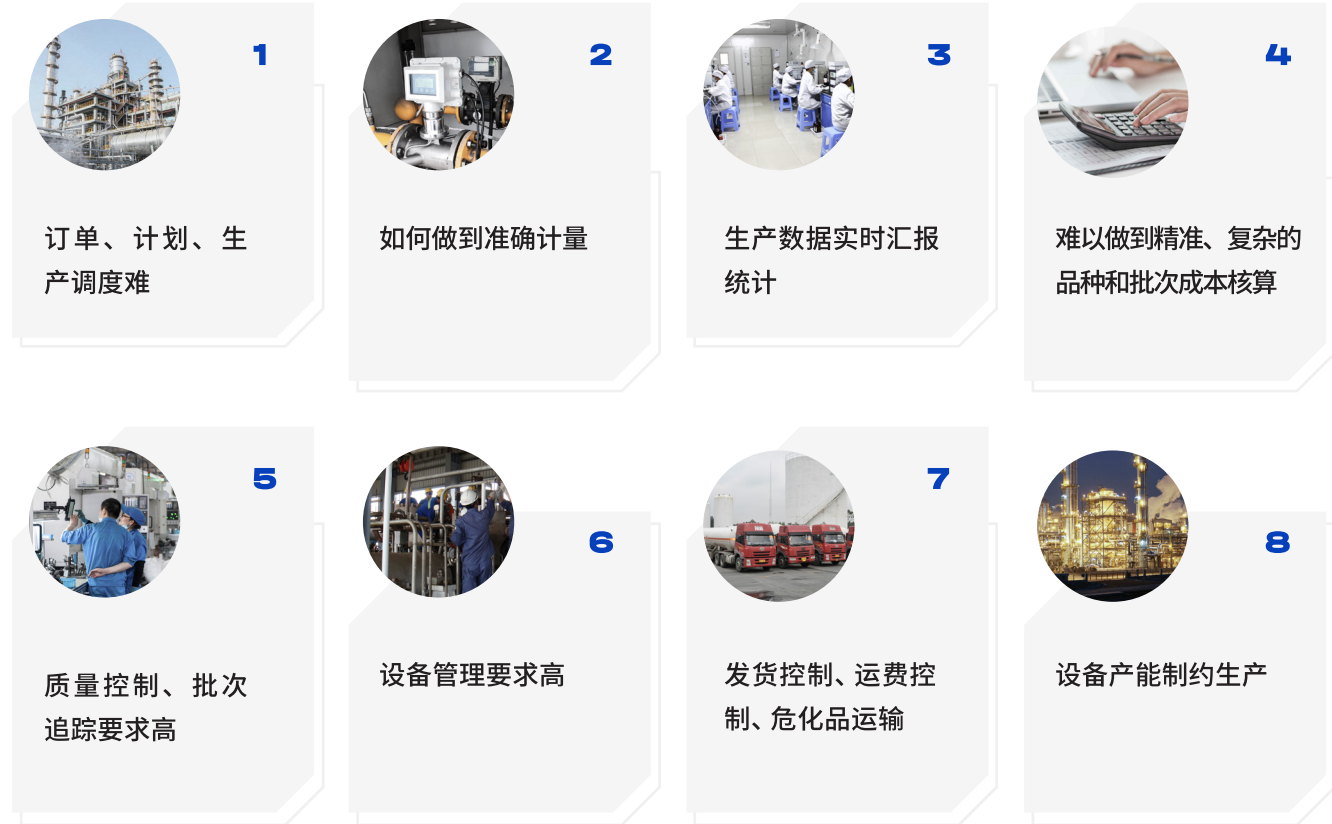 1
订单、计划、生
产调度难
2
如何做到准确计量
3
生产数据实时汇报
统计
4
难以做到精准、复杂的
品种和批次成本核算
5
质量控制、批次
追踪要求高
6
设备管理要求高
7
发货控制、运费控
制、危化品运输
8
设备产能制约生产